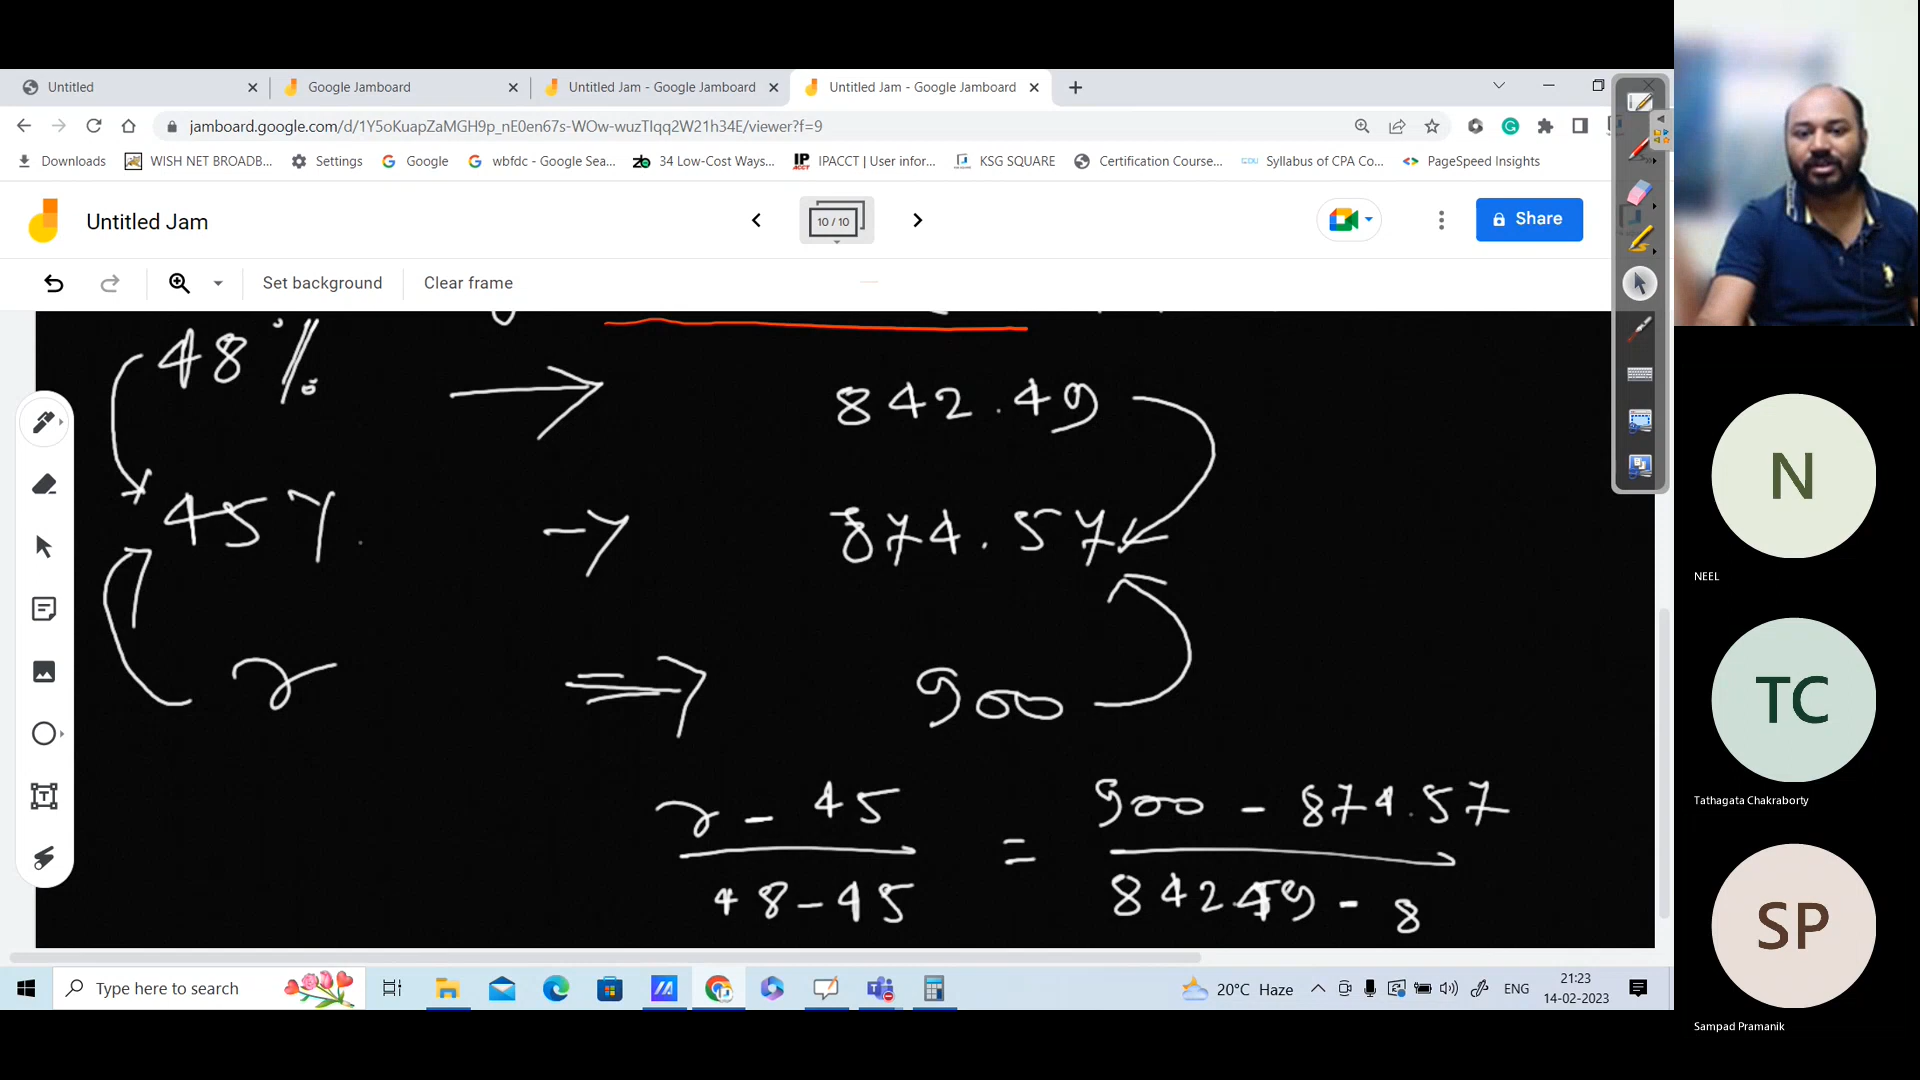 Untitled
Google Jamboard
Untitled Jam - Google Jamboard
Untitled Jam - Google Jamboard
jamboard.google.com/d/1Y5oKuapZaMGH9p_nE0en67s-WOw-wuzTIqq2W21h34E/viewer?f=9
Downloads
WISH NET BROADB...
Settings
Google
wbfdc - Google Sea...
34 Low-Cost Ways...
IPACCT | User infor...
KSG SQUARE
Certification Course...
Syllabus of CPA Co...
PageSpeed Insights
Untitled Jam
10 / 10
Share
Set background
Clear frame
48 % → 842.49
45% → 874.57
r ⇒ 900
r - 45 = 900 - 874.57
48 - 45 842.49 - 8
N
NEEL
TC
Tathagata Chakraborty
SP
Sampad Pramanik
Type here to search
20°C Haze
ENG
21:23
14-02-2023